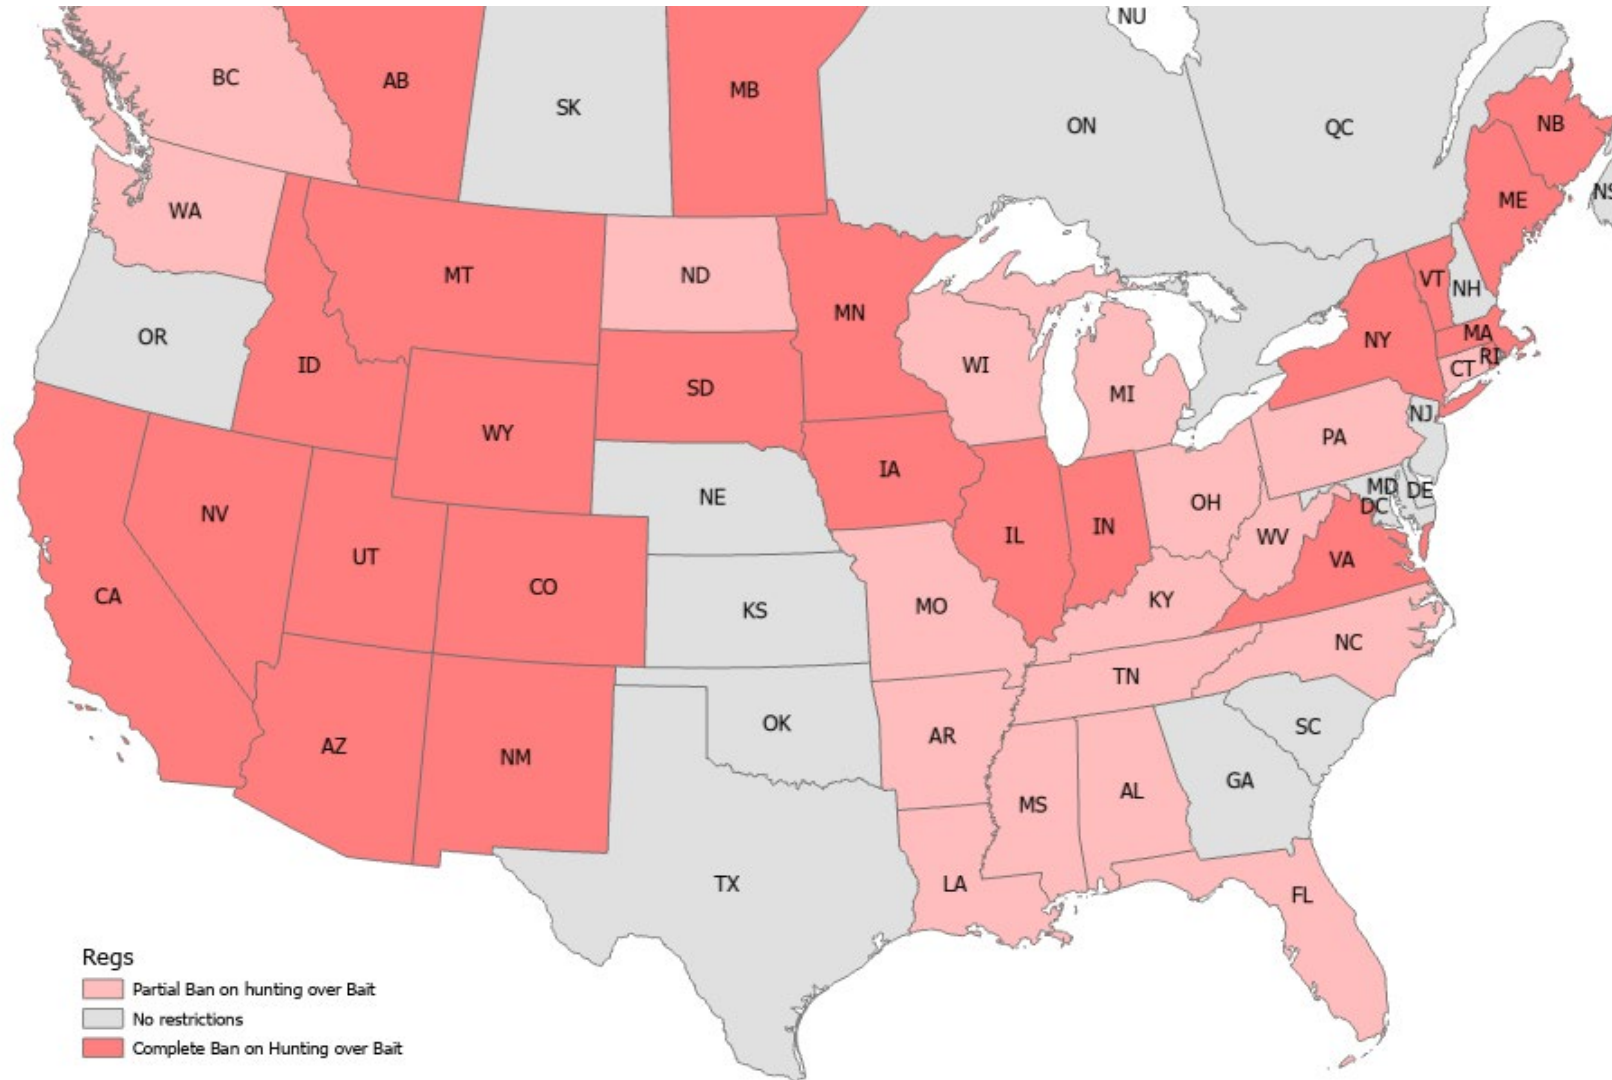 NU
BC
AB
SK
MB
ON
QC
NB
NS
ME
WA
MT
ND
MN
VT
NH
OR
ID
WY
SD
WI
MI
NY
MA
RI
CT
NJ
PA
IA
NE
OH
MD
DE
DC
NV
UT
CO
IL
IN
WV
VA
CA
KS
MO
KY
NC
TN
AZ
NM
OK
AR
SC
MS
AL
GA
TX
LA
FL
Regs
Partial Ban on hunting over Bait
No restrictions
Complete Ban on Hunting over Bait